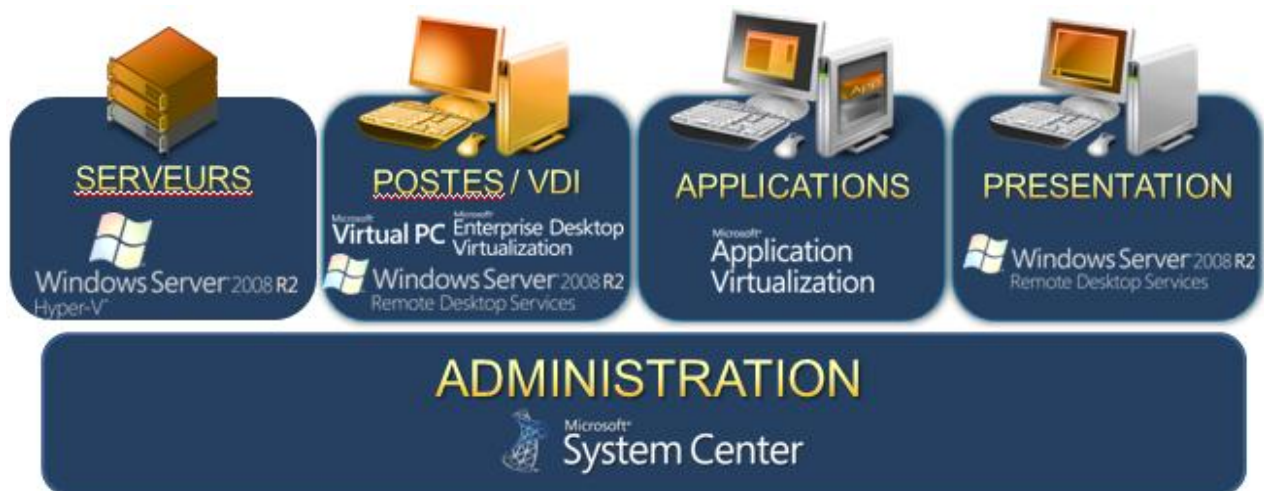 SERVEURS
Windows Server 2008 R2
Hyper-V™
POSTES / VDI
Microsoft®
Virtual PC
Microsoft®
Enterprise Desktop
Virtualization
Windows Server 2008 R2
Remote Desktop Services
App
APPLICATIONS
Microsoft®
Application
Virtualization
PRESENTATION
Windows Server 2008 R2
Remote Desktop Services
ADMINISTRATION
Microsoft®
System Center